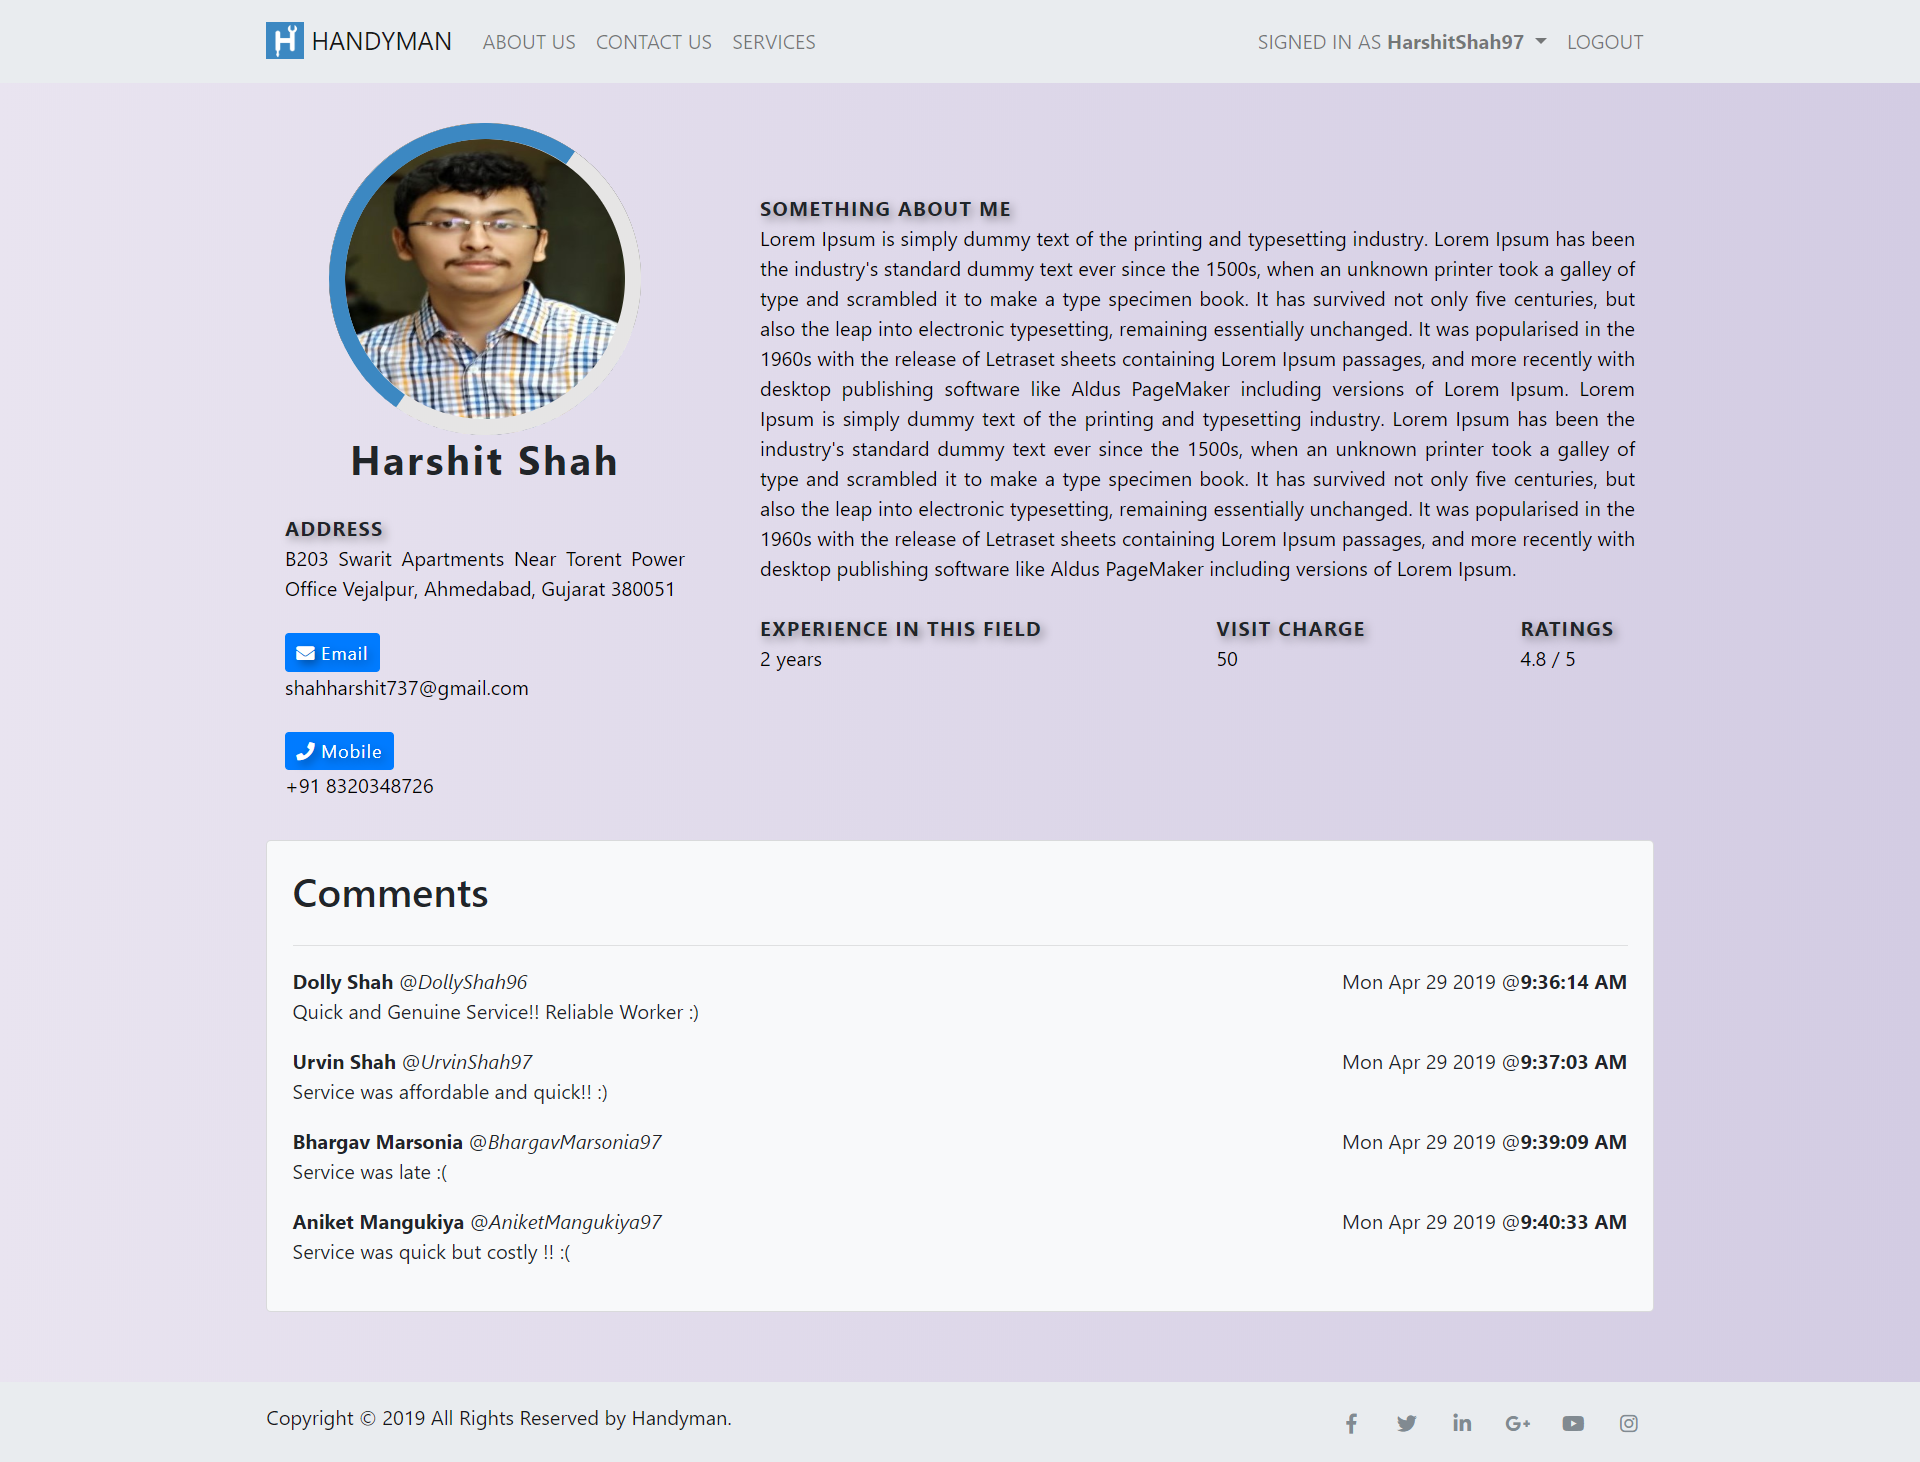 HANDYMAN ABOUT US CONTACT US SERVICES SIGNED IN AS HarshitShah97 LOGOUT
Harshit Shah
ADDRESS
B203 Swarit Apartments Near Torent Power
Office Vejalpur, Ahmedabad, Gujarat 380051
Email
shahharshit737@gmail.com
Mobile
+91 8320348726
SOMETHING ABOUT ME
Lorem Ipsum is simply dummy text of the printing and typesetting industry. Lorem Ipsum has been
the industry's standard dummy text ever since the 1500s, when an unknown printer took a galley of
type and scrambled it to make a type specimen book. It has survived not only five centuries, but
also the leap into electronic typesetting, remaining essentially unchanged. It was popularised in the
1960s with the release of Letraset sheets containing Lorem Ipsum passages, and more recently with
desktop publishing software like Aldus PageMaker including versions of Lorem Ipsum. Lorem
Ipsum is simply dummy text of the printing and typesetting industry. Lorem Ipsum has been the
industry's standard dummy text ever since the 1500s, when an unknown printer took a galley of
type and scrambled it to make a type specimen book. It has survived not only five centuries, but
also the leap into electronic typesetting, remaining essentially unchanged. It was popularised in the
1960s with the release of Letraset sheets containing Lorem Ipsum passages, and more recently with
desktop publishing software like Aldus PageMaker including versions of Lorem Ipsum.
EXPERIENCE IN THIS FIELD VISIT CHARGE RATINGS
2 years 50 4.8 / 5
Comments
Dolly Shah @DollyShah96 Mon Apr 29 2019 @9:36:14 AM
Quick and Genuine Service!! Reliable Worker :)
Urvin Shah @UrvinShah97 Mon Apr 29 2019 @9:37:03 AM
Service was affordable and quick!! :)
Bhargav Marsonia @BhargavMarsonia97 Mon Apr 29 2019 @9:39:09 AM
Service was late :(
Aniket Mangukiya @AniketMangukiya97 Mon Apr 29 2019 @9:40:33 AM
Service was quick but costly !! :(
Copyright © 2019 All Rights Reserved by Handyman.